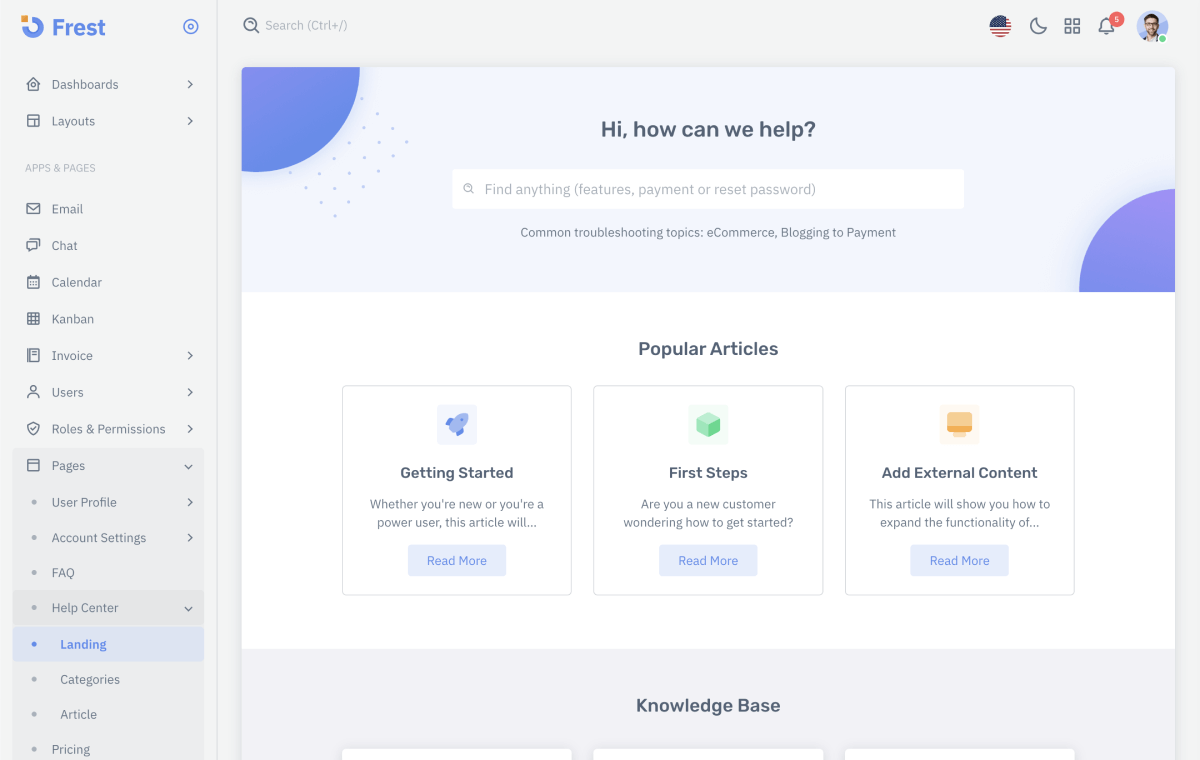 Frest
Search (Ctrl+/)
5
Dashboards
Layouts
APPS & PAGES
Email
Chat
Calendar
Kanban
Invoice
Users
Roles & Permissions
Pages
User Profile
Account Settings
FAQ
Help Center
Landing
Categories
Article
Pricing
Hi, how can we help?
Find anything (features, payment or reset password)
Common troubleshooting topics: eCommerce, Blogging to Payment
Popular Articles
Getting Started
Whether you're new or you're a
power user, this article will...
Read More
First Steps
Are you a new customer
wondering how to get started?
Read More
Add External Content
This article will show you how to
expand the functionality of...
Read More
Knowledge Base